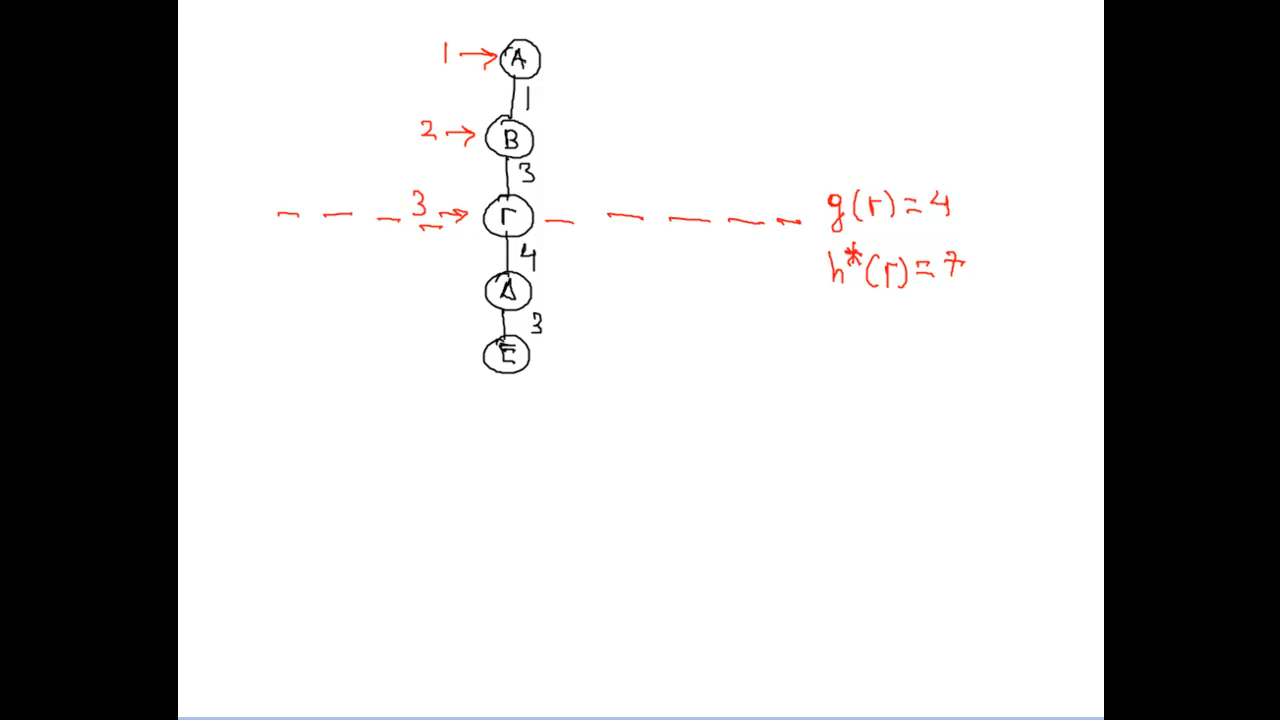 1 → A
1
2 → B
3
3 → Γ
g(Γ) = 4
4
h*(Γ) = 7
Δ
3
E